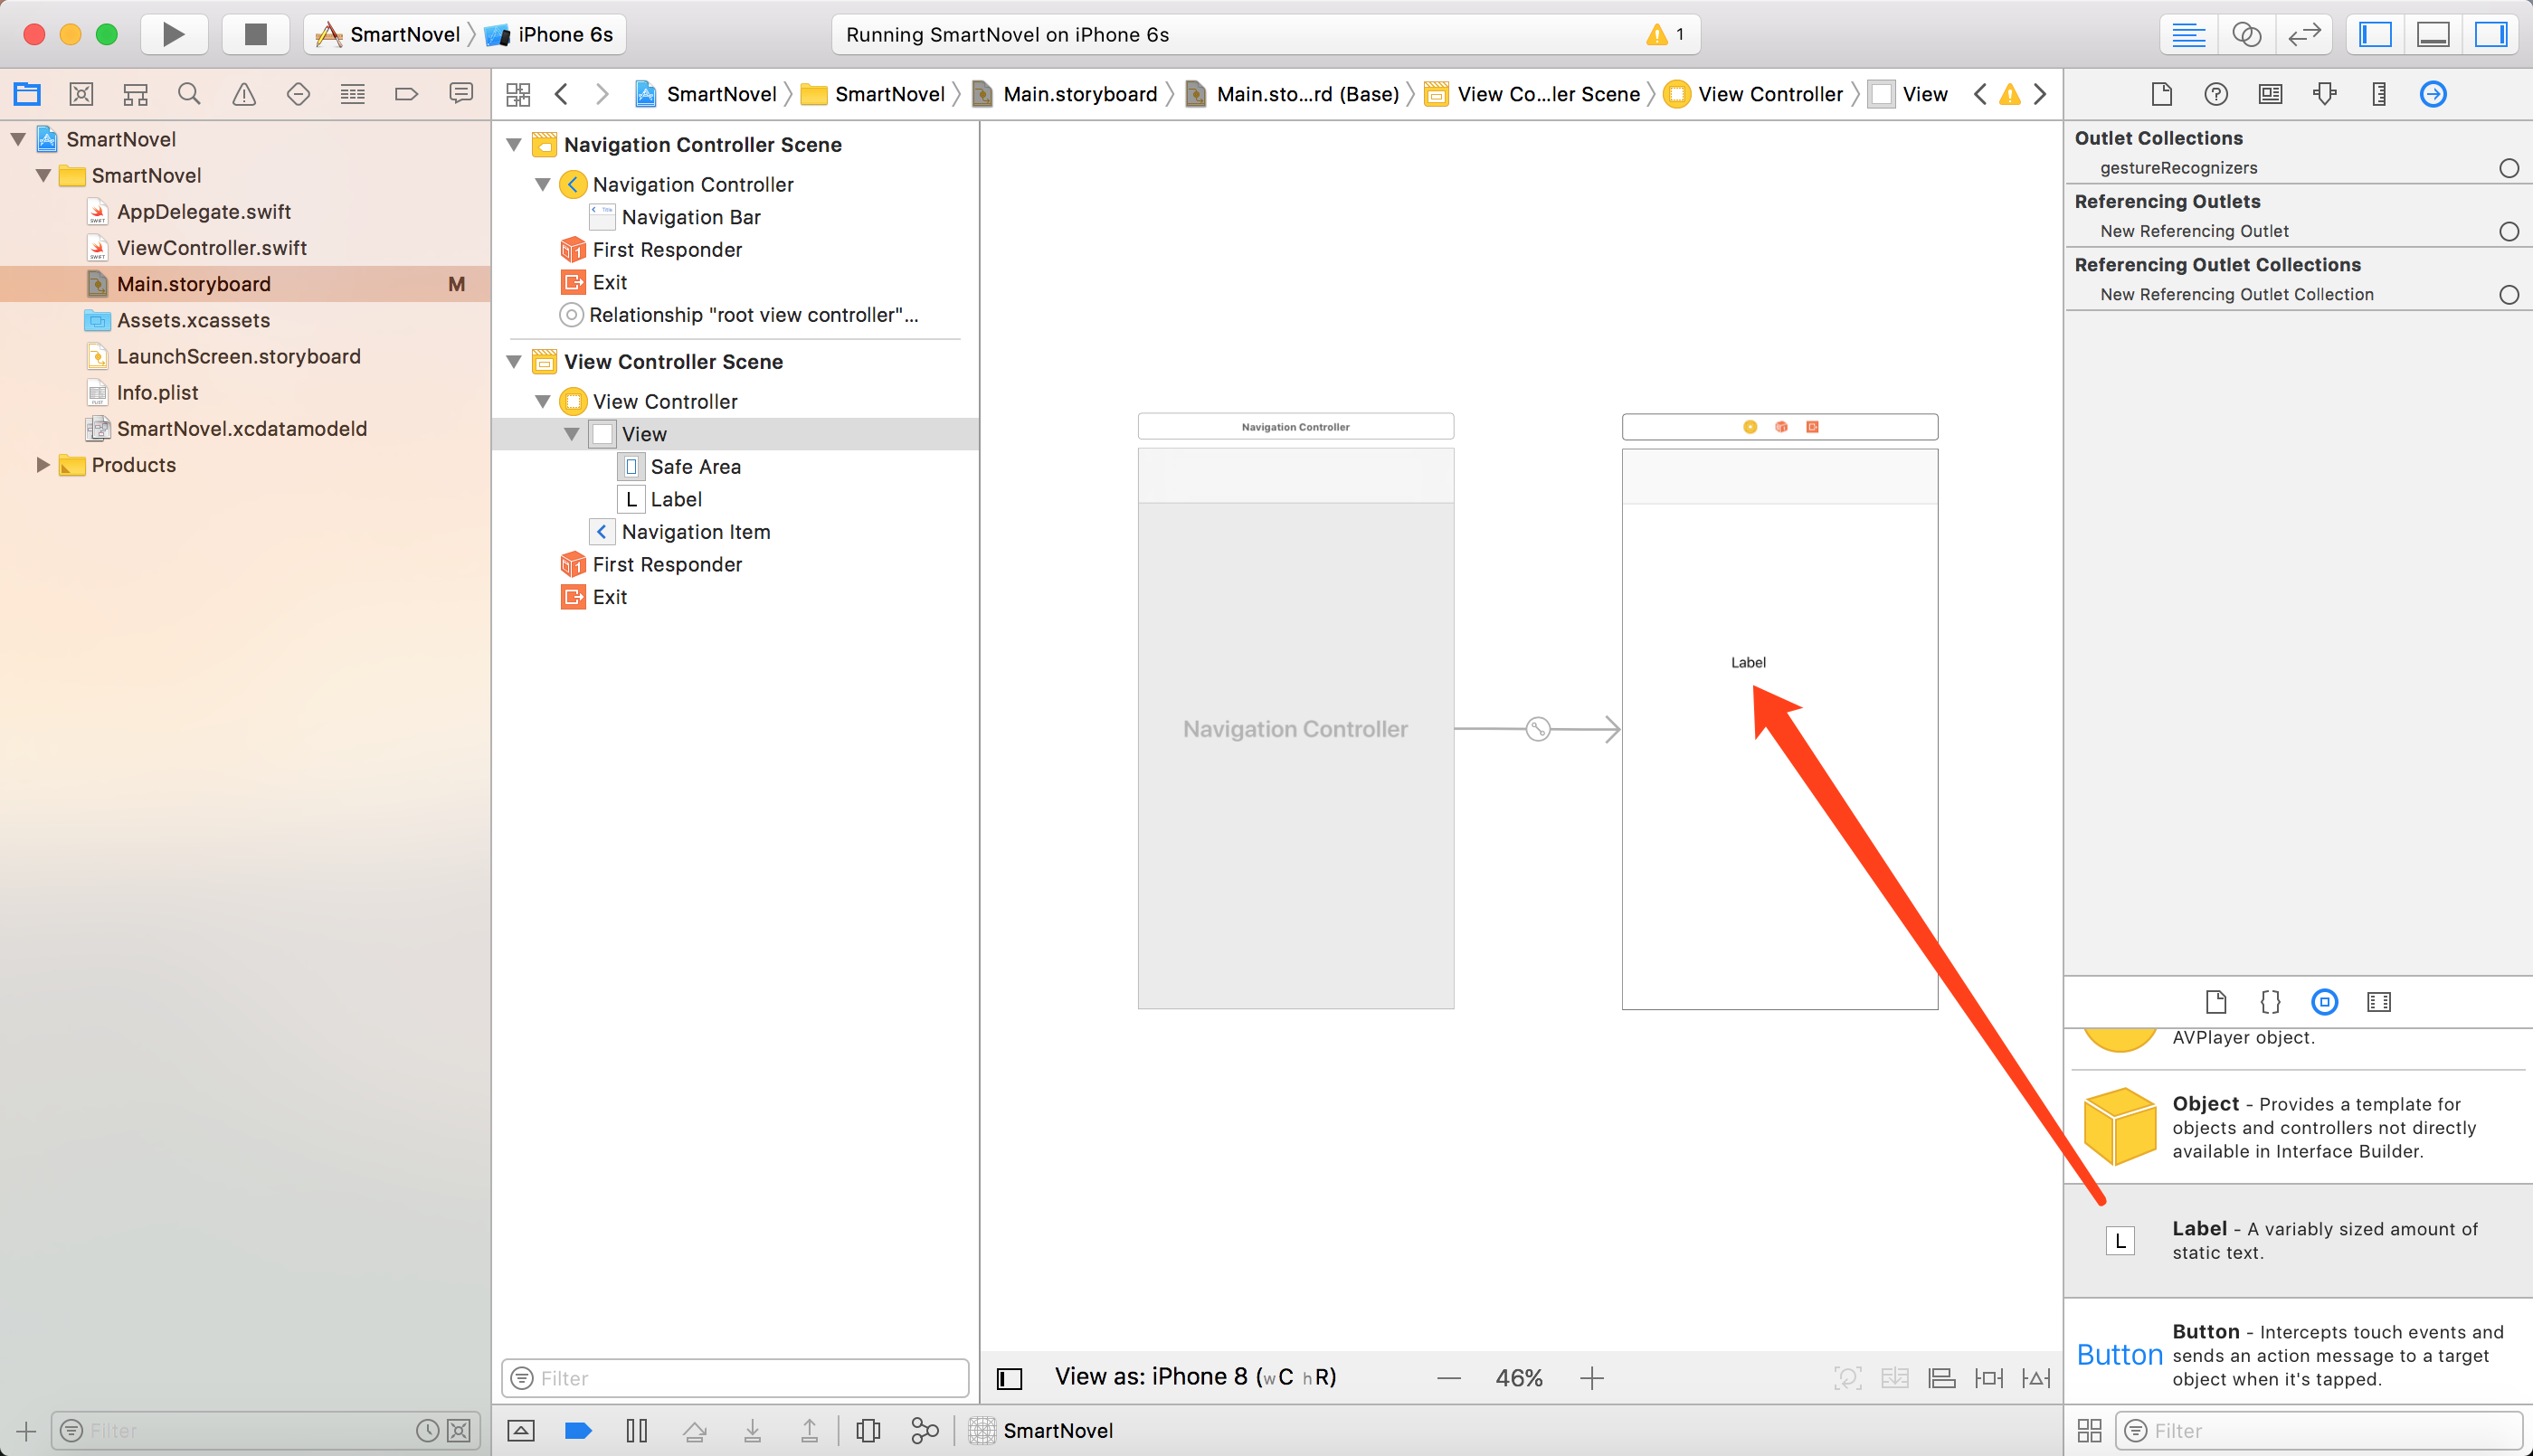 SmartNovel
iPhone 6s
Running SmartNovel on iPhone 6s
1
SmartNovel
SmartNovel
Main.storyboard
Main.sto...rd (Base)
View Co...ler Scene
View Controller
View
SmartNovel
SmartNovel
AppDelegate.swift
ViewController.swift
Main.storyboard
M
Assets.xcassets
LaunchScreen.storyboard
Info.plist
SmartNovel.xcdatamodeld
Products
Filter
Navigation Controller Scene
Navigation Controller
Navigation Bar
First Responder
Exit
Relationship "root view controller"...
View Controller Scene
View Controller
View
Safe Area
L Label
Navigation Item
First Responder
Exit
Filter
Navigation Controller
Navigation Controller
Label
View as: iPhone 8 (wC hR)
46%
SmartNovel
Outlet Collections
gestureRecognizers
Referencing Outlets
New Referencing Outlet
Referencing Outlet Collections
New Referencing Outlet Collection
AVPlayer object.
Object - Provides a template for
objects and controllers not directly
available in Interface Builder.
L
Label - A variably sized amount of
static text.
Button
Button - Intercepts touch events and
sends an action message to a target
object when it's tapped.
Filter